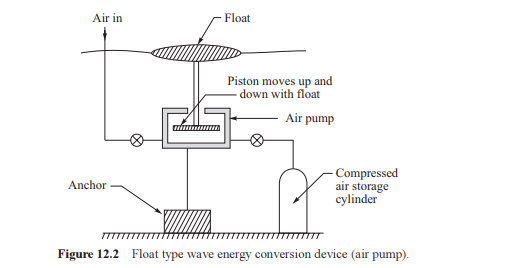 Air in
Float
Piston moves up and
down with float
Air pump
Anchor
Compressed
air storage
cylinder
Figure 12.2 Float type wave energy conversion device (air pump).